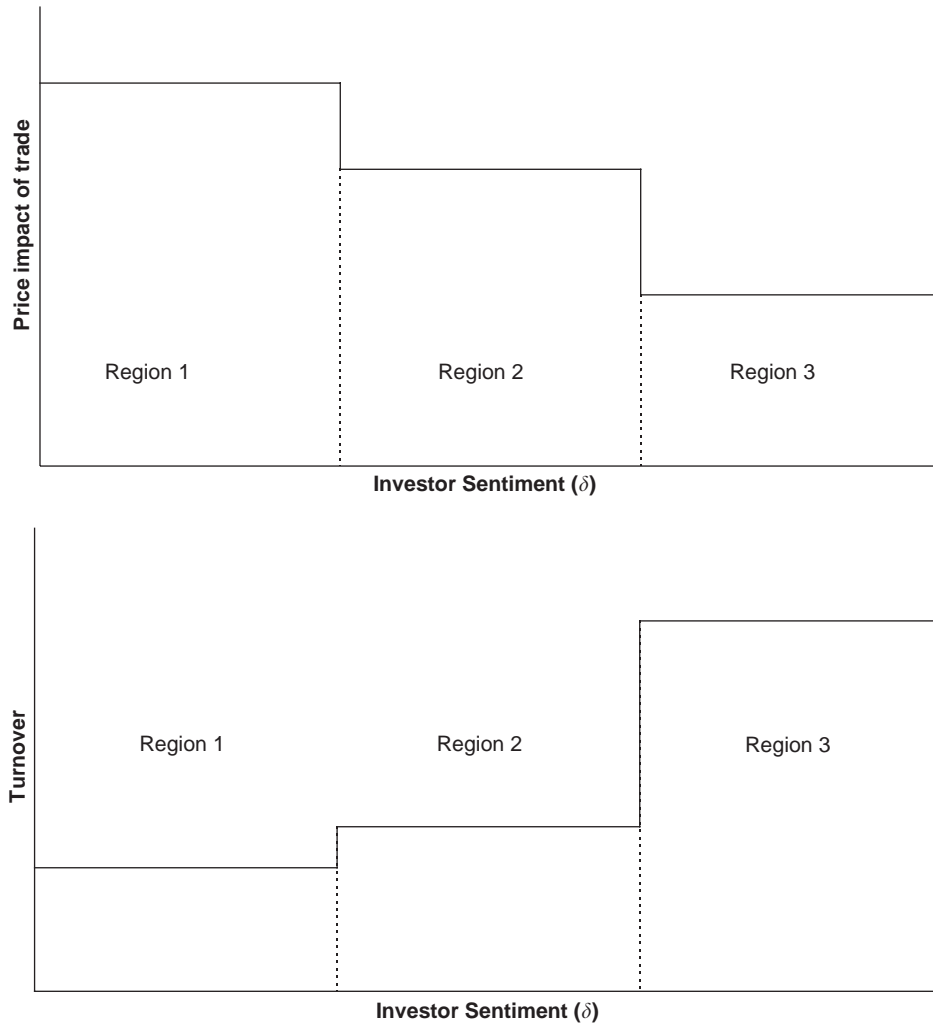 Price impact of trade
Region 1
Region 2
Region 3
Investor Sentiment (δ)
Turnover
Region 1
Region 2
Region 3
Investor Sentiment (δ)